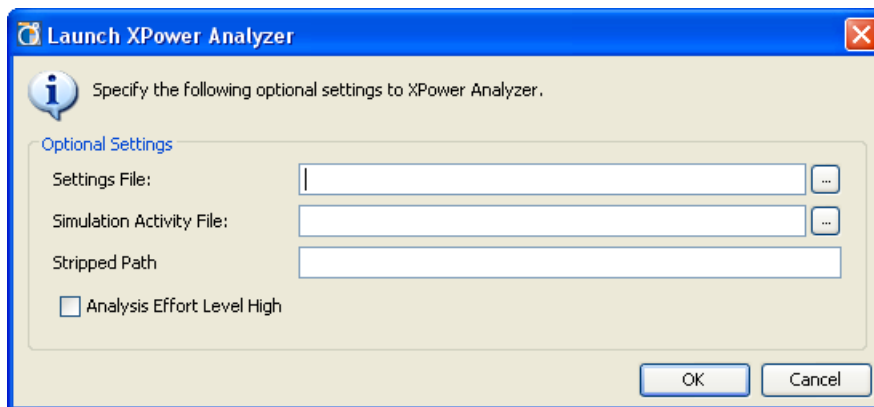 Launch XPower Analyzer
Specify the following optional settings to XPower Analyzer.
Optional Settings
Settings File:
...
Simulation Activity File:
...
Stripped Path
Analysis Effort Level High
OK
Cancel